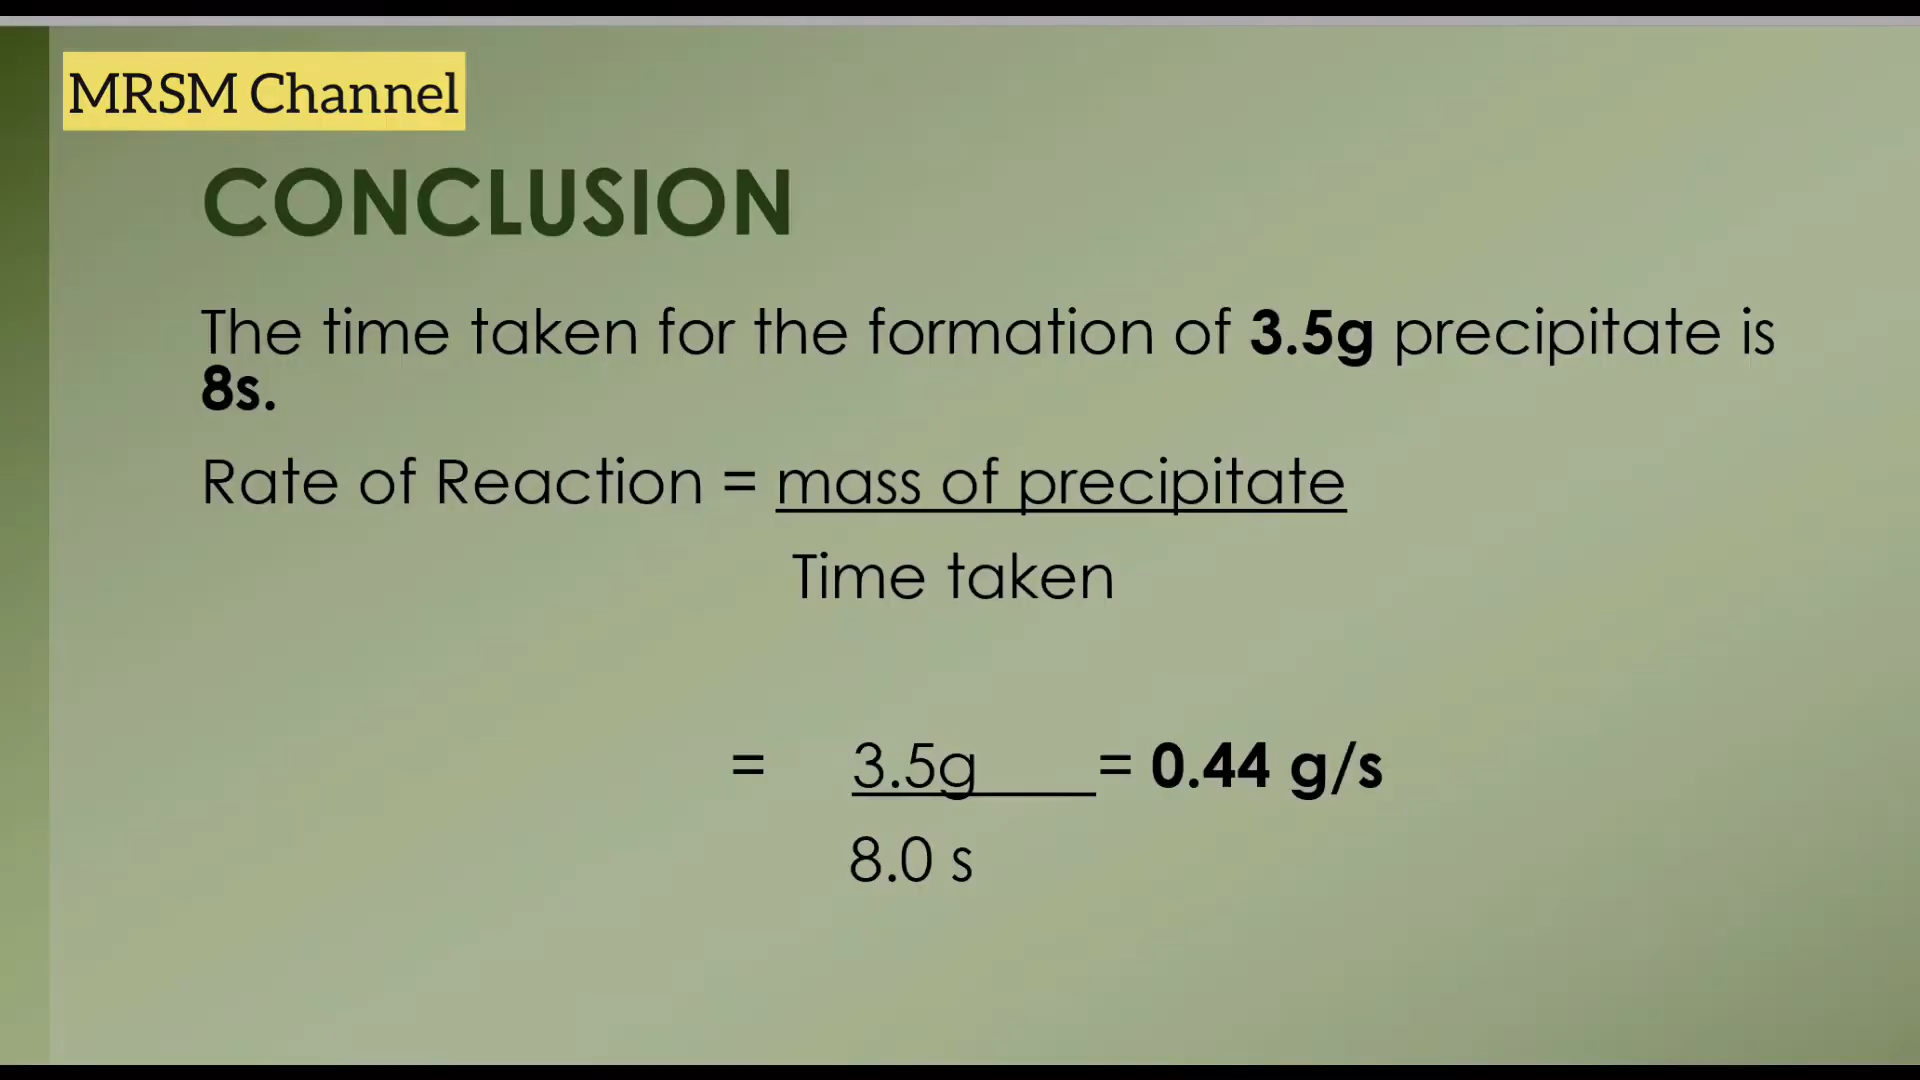 MRSM Channel
CONCLUSION
The time taken for the formation of 3.5g precipitate is
8s.
Rate of Reaction = mass of precipitate
Time taken
= 3.5g = 0.44 g/s
8.0 s